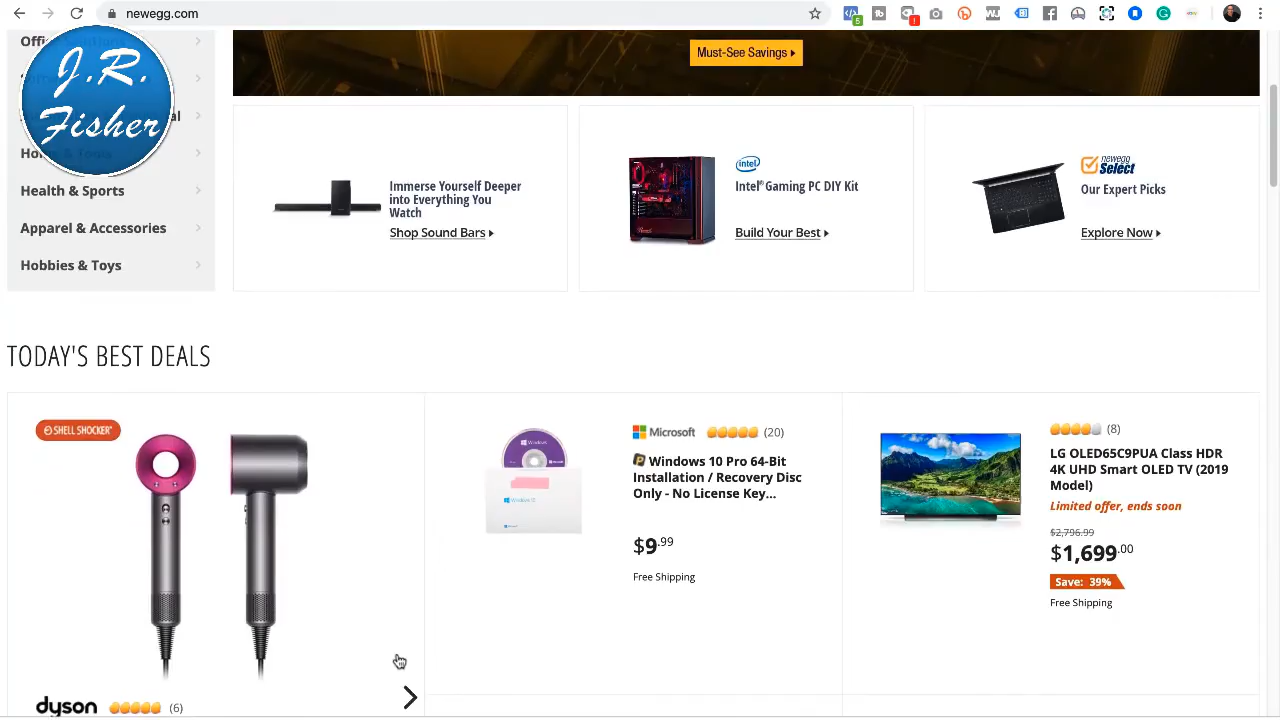 newegg.com
5
!
Must-See Savings
J.R.
Fisher
Health & Sports
Apparel & Accessories
Hobbies & Toys
Immerse Yourself Deeper
into Everything You
Watch
Shop Sound Bars
intel
Intel® Gaming PC DIY Kit
Build Your Best
newegg
Select
Our Expert Picks
Explore Now
TODAY'S BEST DEALS
SHELL SHOCKER
dyson (6)
Microsoft (20)
Windows 10 Pro 64-Bit
Installation / Recovery Disc
Only - No License Key...
$9.99
Free Shipping
(8)
LG OLED65C9PUA Class HDR
4K UHD Smart OLED TV (2019
Model)
Limited offer, ends soon
$2,796.99
$1,699.00
Save: 39%
Free Shipping